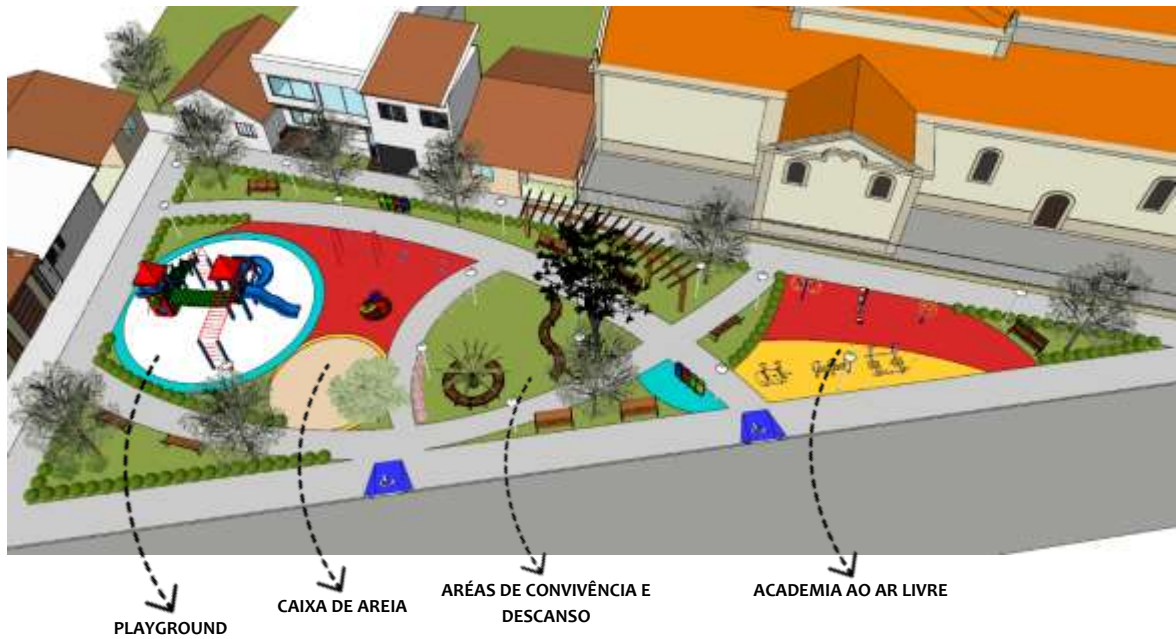 PLAYGROUND
CAIXA DE AREIA
ARÉAS DE CONVIVÊNCIA E
DESCANSO
ACADEMIA AO AR LIVRE